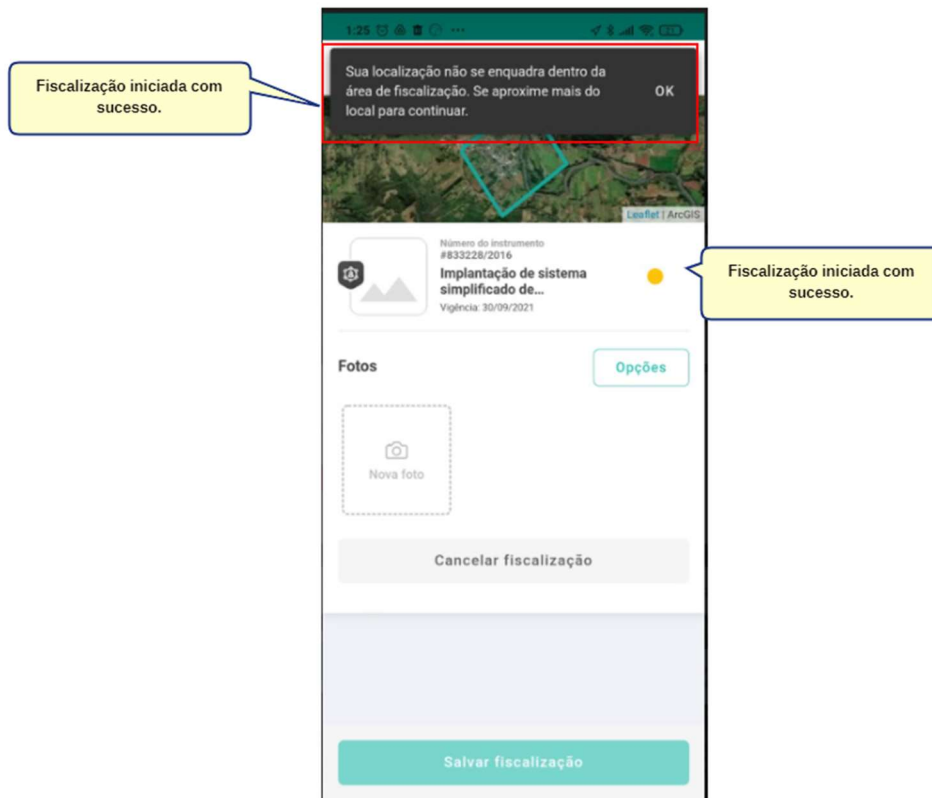 1:25
Sua localização não se enquadra dentro da
área de fiscalização. Se aproxime mais do
local para continuar.
OK
Fiscalização iniciada com
sucesso.
Leaflet | ArcGIS
Número do instrumento
#833228/2016
Implantação de sistema
simplificado de...
Vigência: 30/09/2021
Fiscalização iniciada com
sucesso.
Fotos
Opções
Nova foto
Cancelar fiscalização
Salvar fiscalização